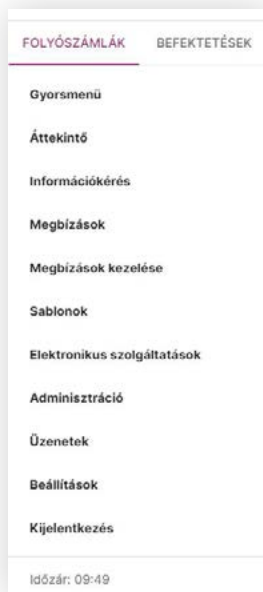 FOLYÓSZÁMLÁK BEFEKTETÉSEK
Gyorsmenü
Áttekintő
Információkérés
Megbízások
Megbízások kezelése
Sablonok
Elektronikus szolgáltatások
Adminisztráció
Üzenetek
Beállítások
Kijelentkezés
Időzár: 09:49